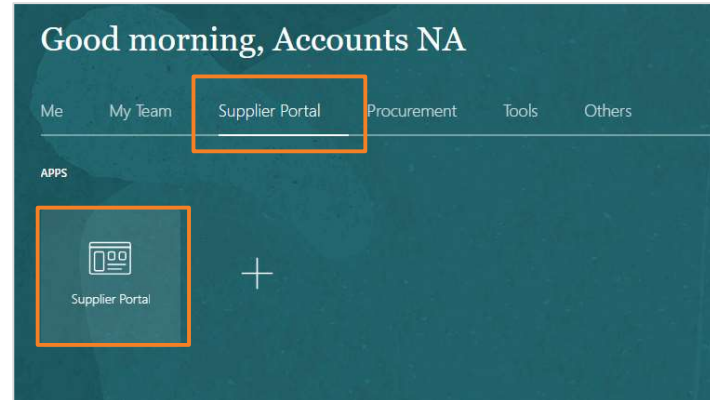 Good morning, Accounts NA
Me My Team Supplier Portal Procurement Tools Others
APPS
Supplier Portal